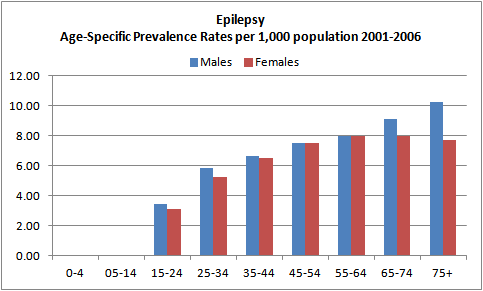 Epilepsy
Age-Specific Prevalence Rates per 1,000 population 2001-2006
Males Females
12.00
10.00
8.00
6.00
4.00
2.00
0.00
0-4 05-14 15-24 25-34 35-44 45-54 55-64 65-74 75+